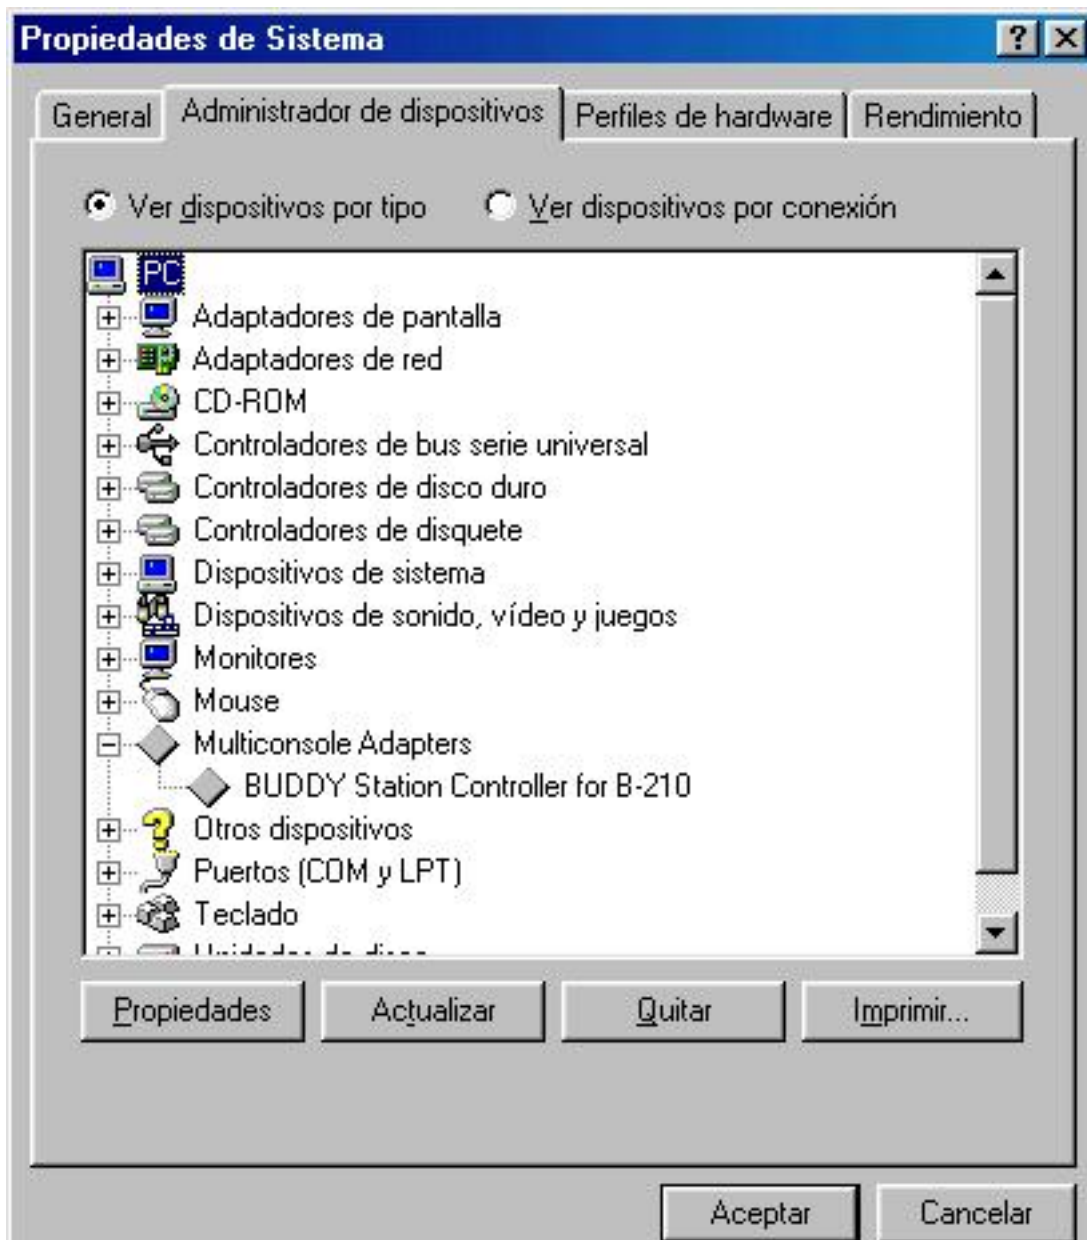 Propiedades de Sistema
General Administrador de dispositivos Perfiles de hardware Rendimiento
Ver dispositivos por tipo Ver dispositivos por conexión
PC
Adaptadores de pantalla
Adaptadores de red
CD-ROM
Controladores de bus serie universal
Controladores de disco duro
Controladores de disquete
Dispositivos de sistema
Dispositivos de sonido, vídeo y juegos
Monitores
Mouse
Multiconsole Adapters
BUDDY Station Controller for B-210
Otros dispositivos
Puertos (COM y LPT)
Teclado
Unidades de disco
Propiedades Actualizar Quitar Imprimir...
Aceptar Cancelar